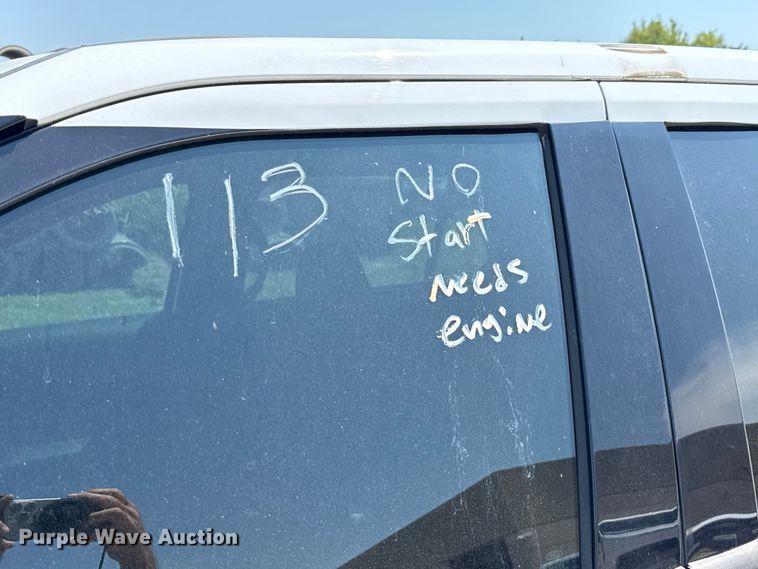 113 NO
Start
Needs
engine
Purple Wave Auction